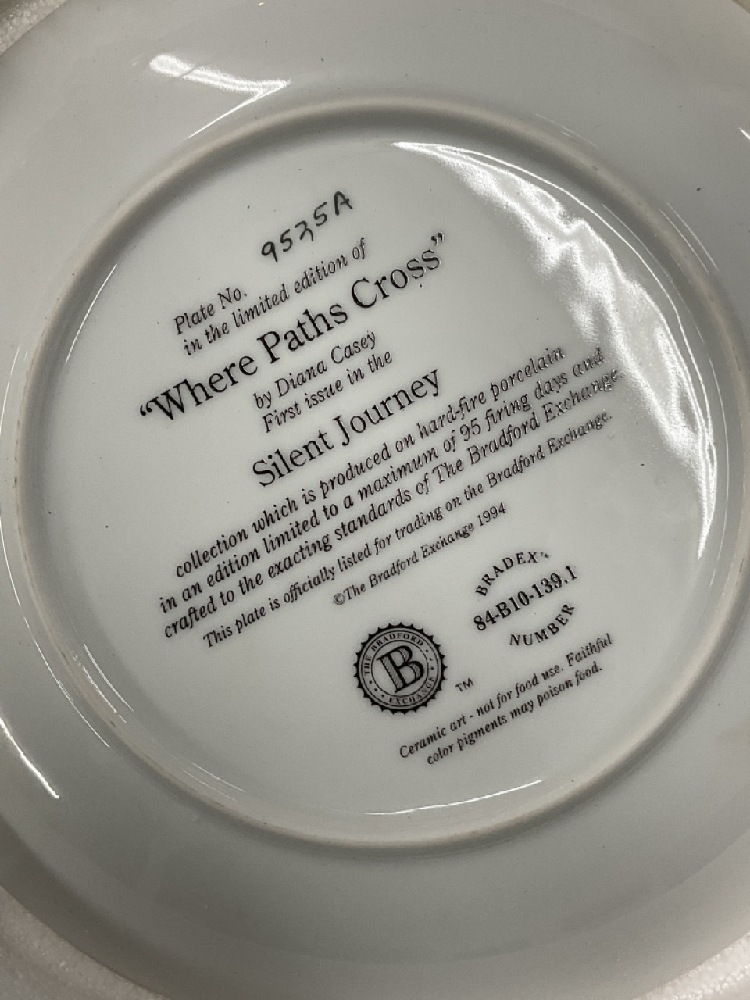 Plate No. 9525A
in the limited edition of
“Where Paths Cross”
by Diana Casey
First issue in the
Silent Journey
collection which is produced on hard-fire porcelain
in an edition limited to a maximum of 95 firing days and
crafted to the exacting standards of The Bradford Exchange.
This plate is officially listed for trading on the Bradford Exchange.
©The Bradford Exchange 1994
BRADEX™
84-B10-139.1
NUMBER
THE BRADFORD
B
EXCHANGE
TM
Ceramic art - not for food use. Faithful
color pigments may poison food.